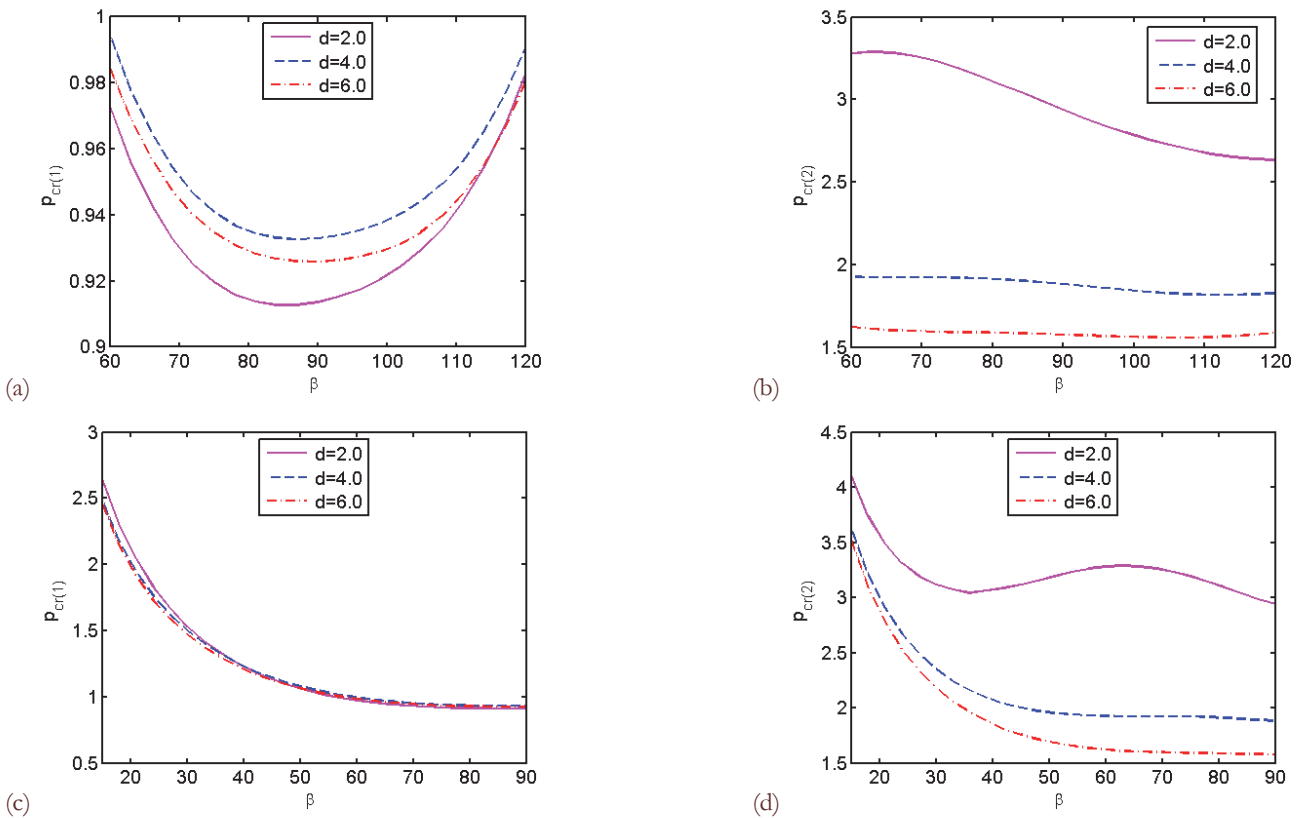 1
0.98
0.96
0.94
0.92
0.9
p_cr(1)
60 70 80 90 100 110 120
β
d=2.0
d=4.0
d=6.0
(a)
3.5
3
2.5
2
1.5
p_cr(2)
60 70 80 90 100 110 120
β
d=2.0
d=4.0
d=6.0
(b)
3
2.5
2
1.5
1
0.5
p_cr(1)
20 30 40 50 60 70 80 90
β
d=2.0
d=4.0
d=6.0
(c)
4.5
4
3.5
3
2.5
2
1.5
p_cr(2)
20 30 40 50 60 70 80 90
β
d=2.0
d=4.0
d=6.0
(d)